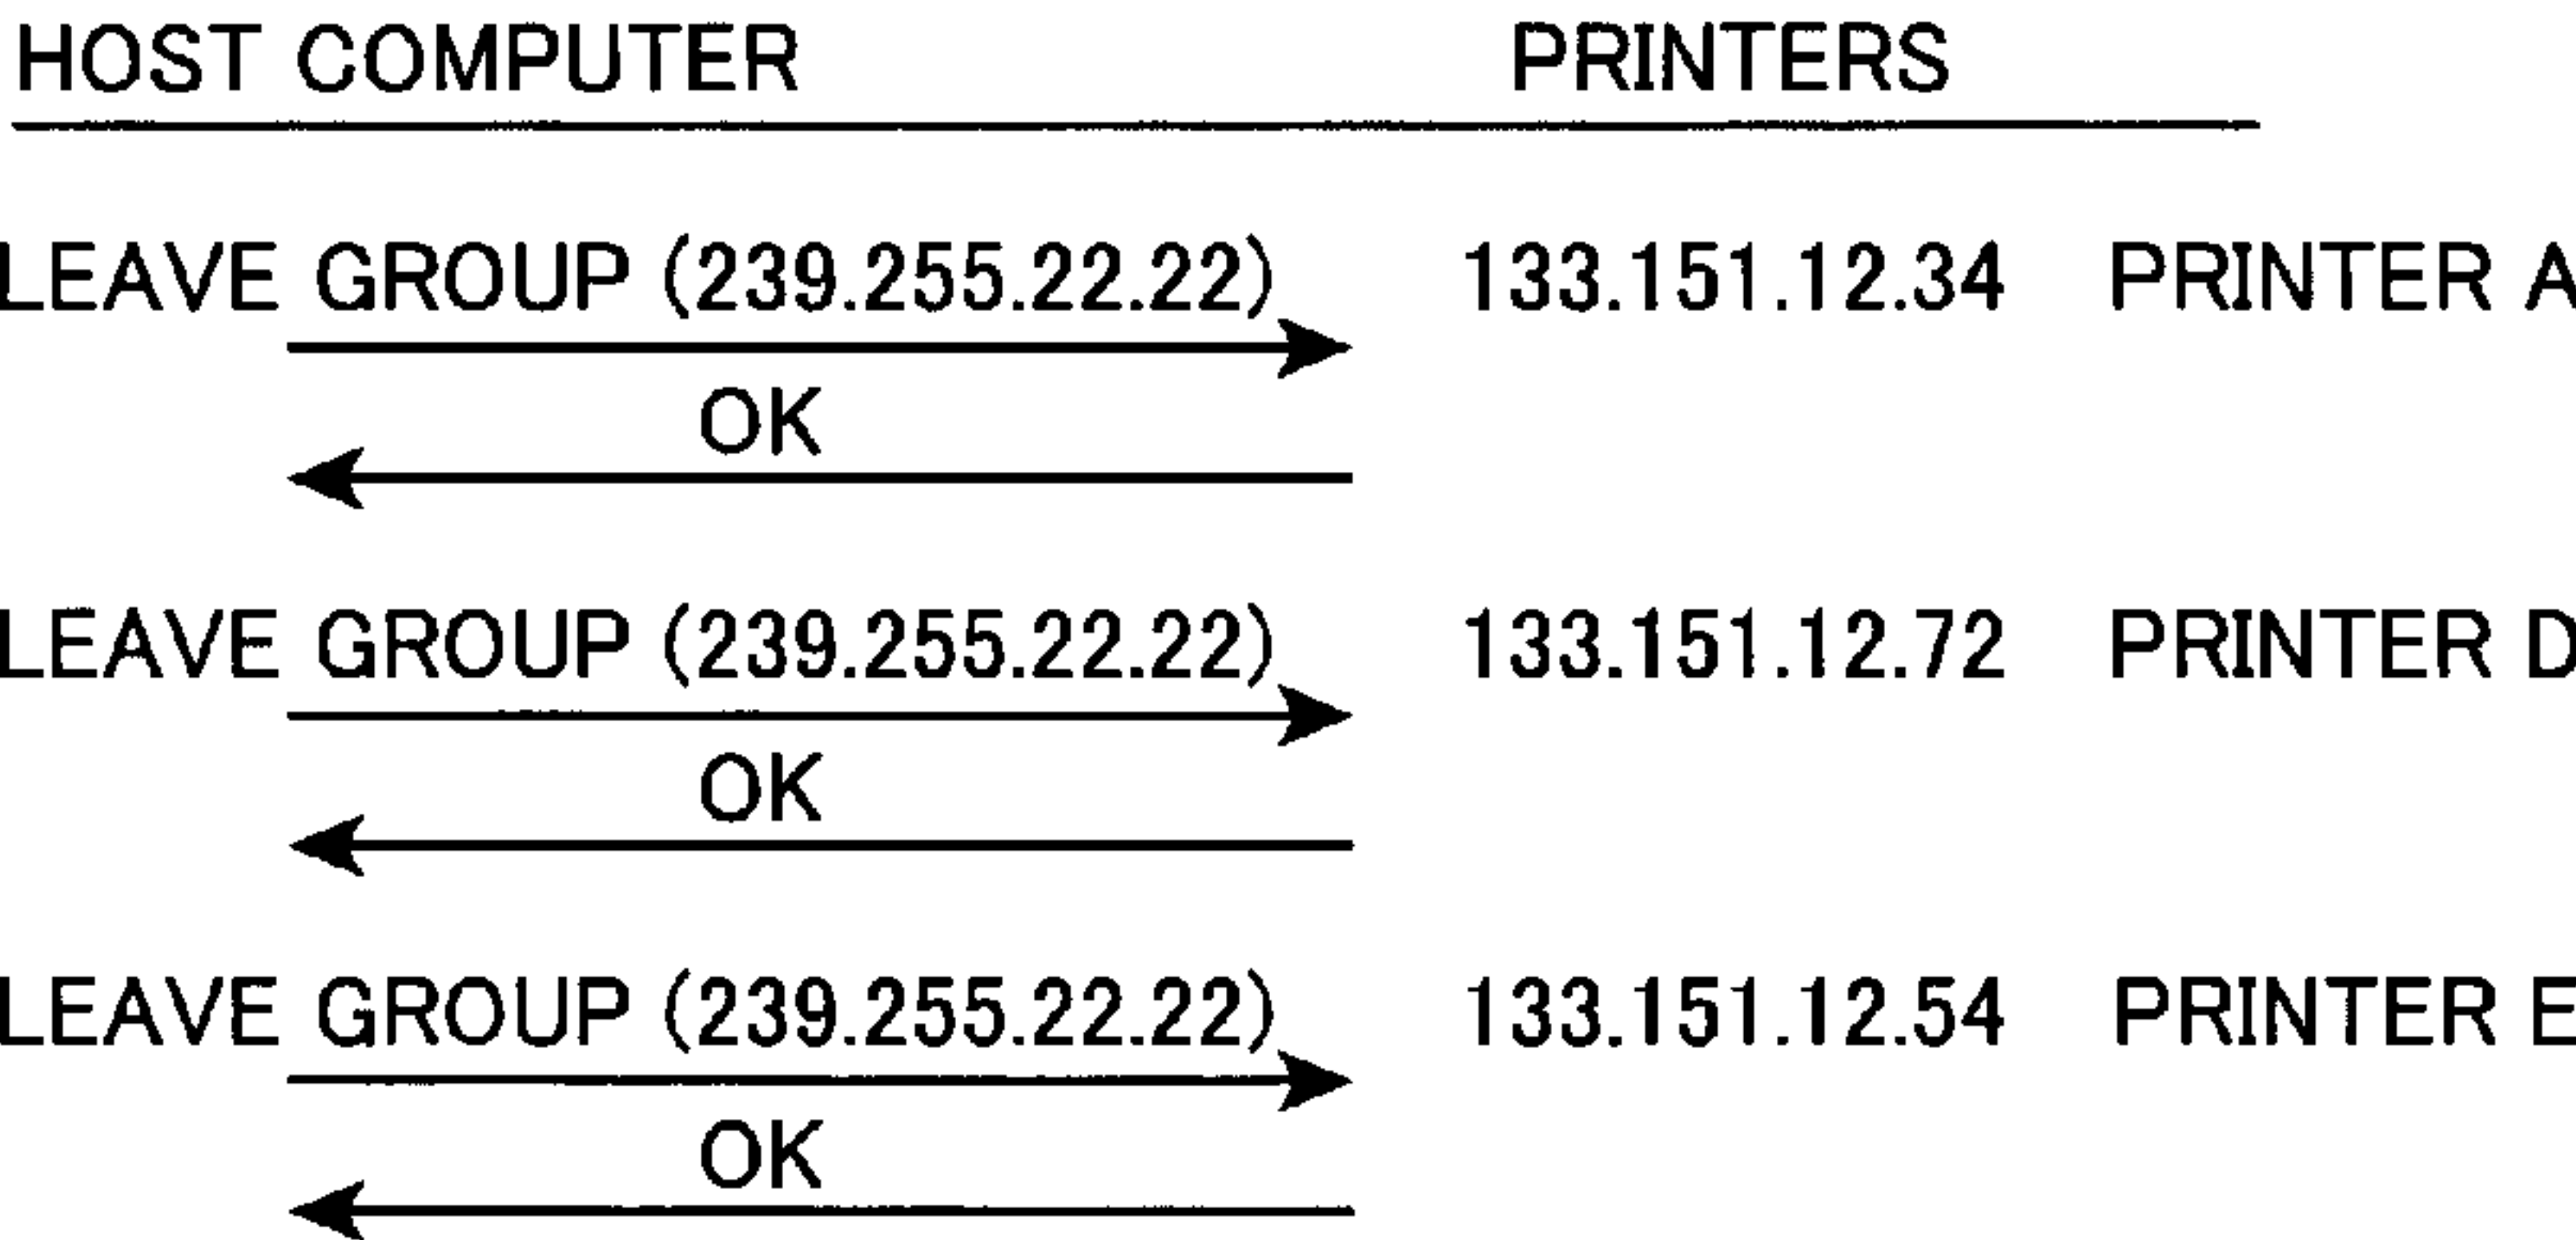 HOST COMPUTER PRINTERS
LEAVE GROUP (239.255.22.22) 133.151.12.34 PRINTER A
OK
LEAVE GROUP (239.255.22.22) 133.151.12.72 PRINTER D
OK
LEAVE GROUP (239.255.22.22) 133.151.12.54 PRINTER E
OK